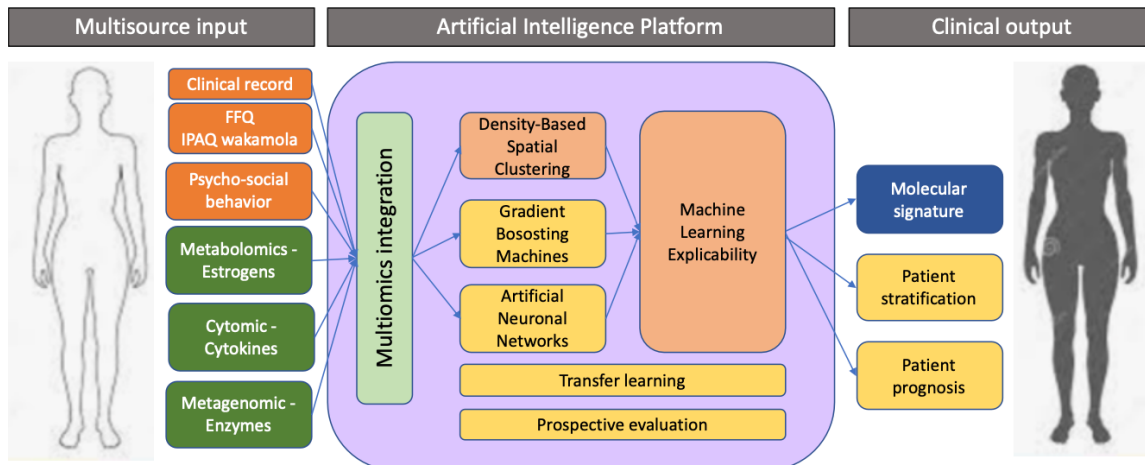 Multisource input
Artificial Intelligence Platform
Clinical output
Clinical record
FFQ
IPAQ wakamola
Psycho-social
behavior
Metabolomics -
Estrogens
Cytomic -
Cytokines
Metagenomic -
Enzymes
Multiomics integration
Density-Based
Spatial
Clustering
Gradient
Bososting
Machines
Artificial
Neuronal
Networks
Machine
Learning
Explicability
Transfer learning
Prospective evaluation
Molecular
signature
Patient
stratification
Patient
prognosis